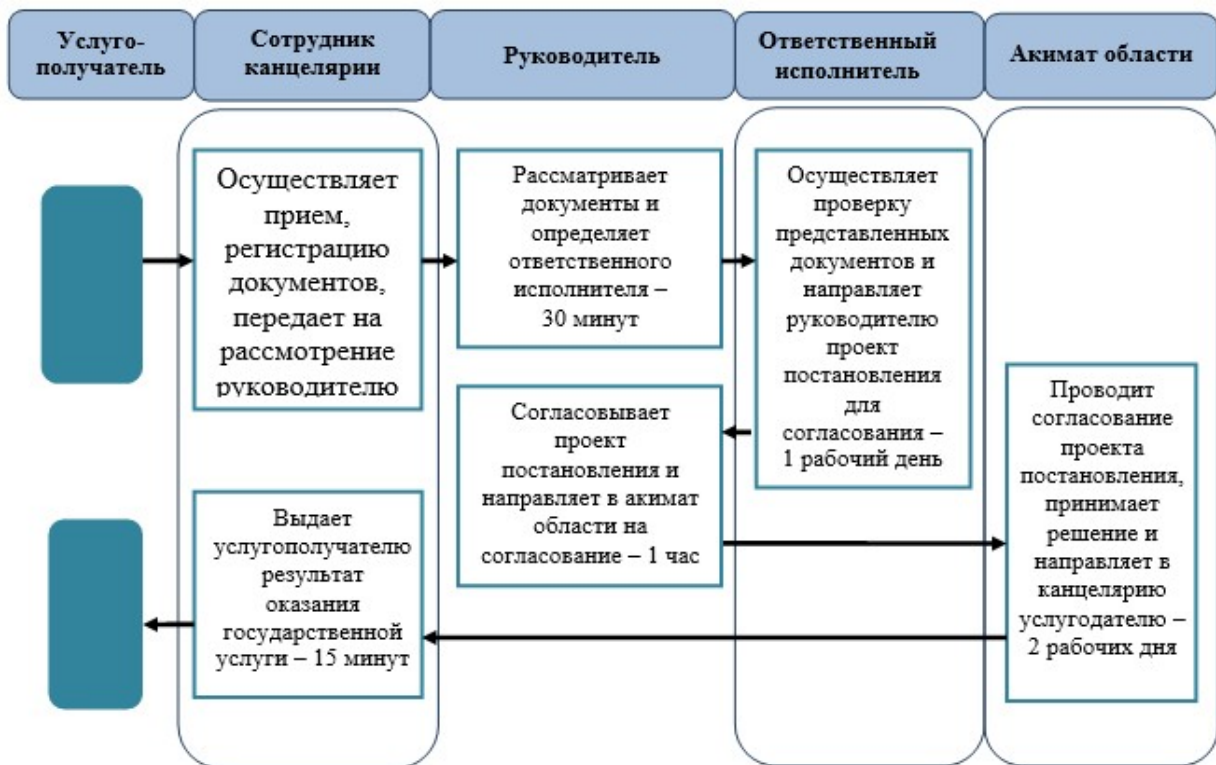 Услуго-
получатель
Сотрудник
канцелярии
Руководитель
Ответственный
исполнитель
Акимат области
Осуществляет
прием,
регистрацию
документов,
передает на
рассмотрение
руководителю
Рассматривает
документы и
определяет
ответственного
исполнителя –
30 минут
Осуществляет
проверку
представленных
документов и
направляет
руководителю
проект
постановления
для
согласования –
1 рабочий день
Согласовывает
проект
постановления и
направляет в акимат
области на
согласование – 1 час
Проводит
согласование
проекта
постановления,
принимает
решение и
направляет в
канцелярию
услугодателю –
2 рабочих дня
Выдает
услугополучателю
результат
оказания
государственной
услуги – 15 минут